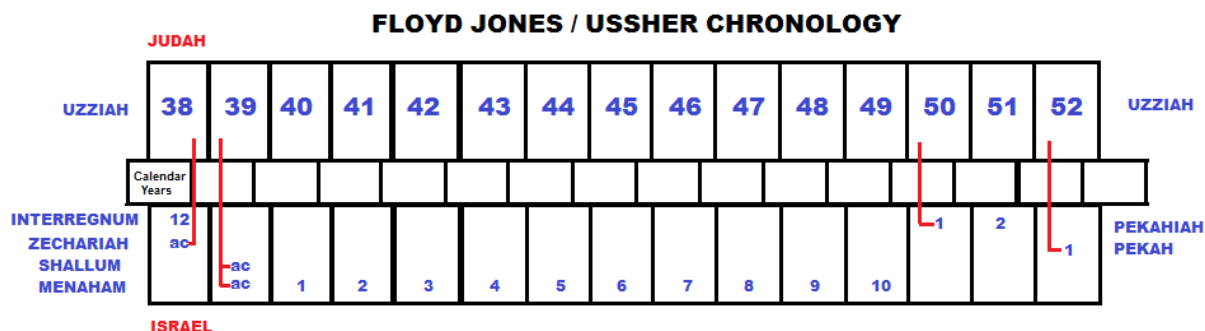 FLOYD JONES / USSHER CHRONOLOGY
JUDAH
UZZIAH 38 39 40 41 42 43 44 45 46 47 48 49 50 51 52 UZZIAH
Calendar
Years
INTERREGNUM 12 1 2 PEKAHIAH
ZECHARIAH ac 1 PEKAH
SHALLUM ac
MENAHAM ac 1 2 3 4 5 6 7 8 9 10
ISRAEL